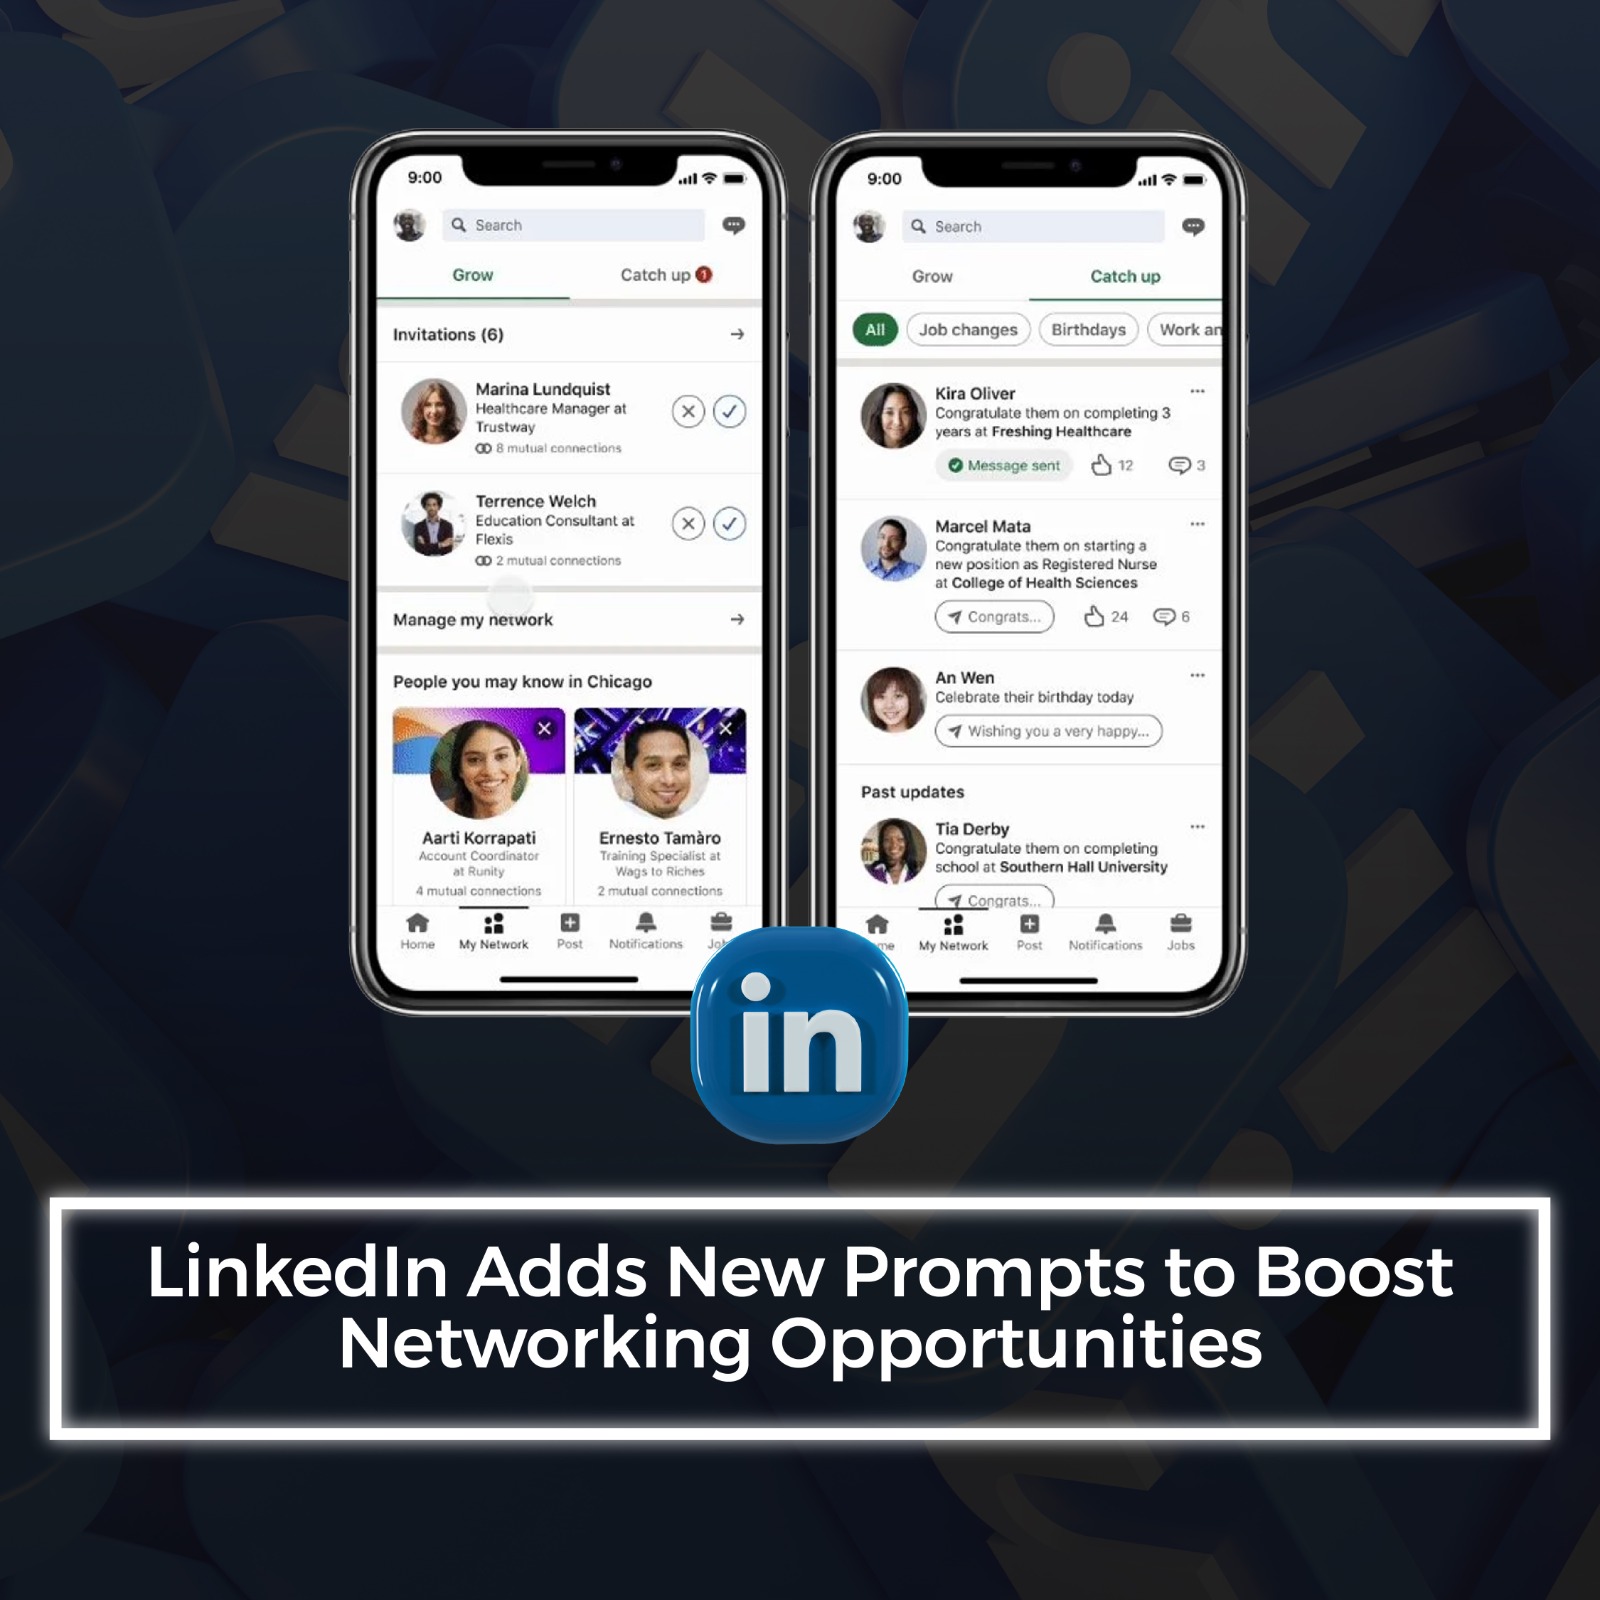 9:00
Search
Grow
Catch up 1
Invitations (6)
Marina Lundquist
Healthcare Manager at
Trustway
8 mutual connections
Terrence Welch
Education Consultant at
Flexis
2 mutual connections
Manage my network
People you may know in Chicago
Aarti Korrapati
Account Coordinator
at Runity
4 mutual connections
Ernesto Tamàro
Training Specialist at
Wags to Riches
2 mutual connections
Home
My Network
Post
Notifications
Jo
9:00
Search
Grow
Catch up
All
Job changes
Birthdays
Work an
Kira Oliver
Congratulate them on completing 3
years at Freshing Healthcare
Message sent
12
3
Marcel Mata
Congratulate them on starting a
new position as Registered Nurse
at College of Health Sciences
Congrats...
24
6
An Wen
Celebrate their birthday today
Wishing you a very happy...
Past updates
Tia Derby
Congratulate them on completing
school at Southern Hall University
Congrats...
me
My Network
Post
Notifications
Jobs
in
LinkedIn Adds New Prompts to Boost
Networking Opportunities